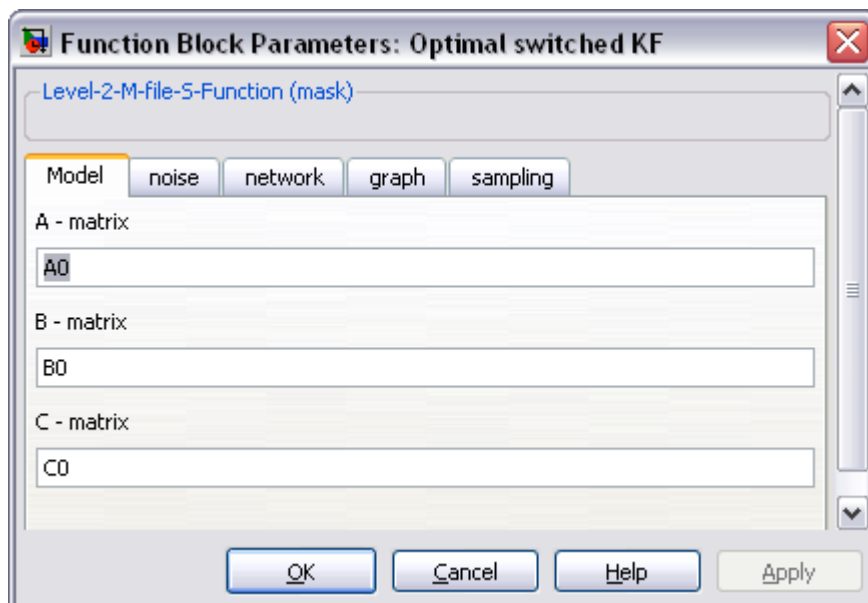 Function Block Parameters: Optimal switched KF
Level-2-M-file-S-Function (mask)
Model noise network graph sampling
A - matrix
A0
B - matrix
B0
C - matrix
C0
OK Cancel Help Apply